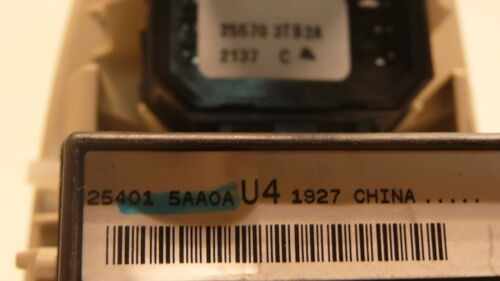 25570 3TB2A
2137 C
25401 5AA0A U4 1927 CHINA .....